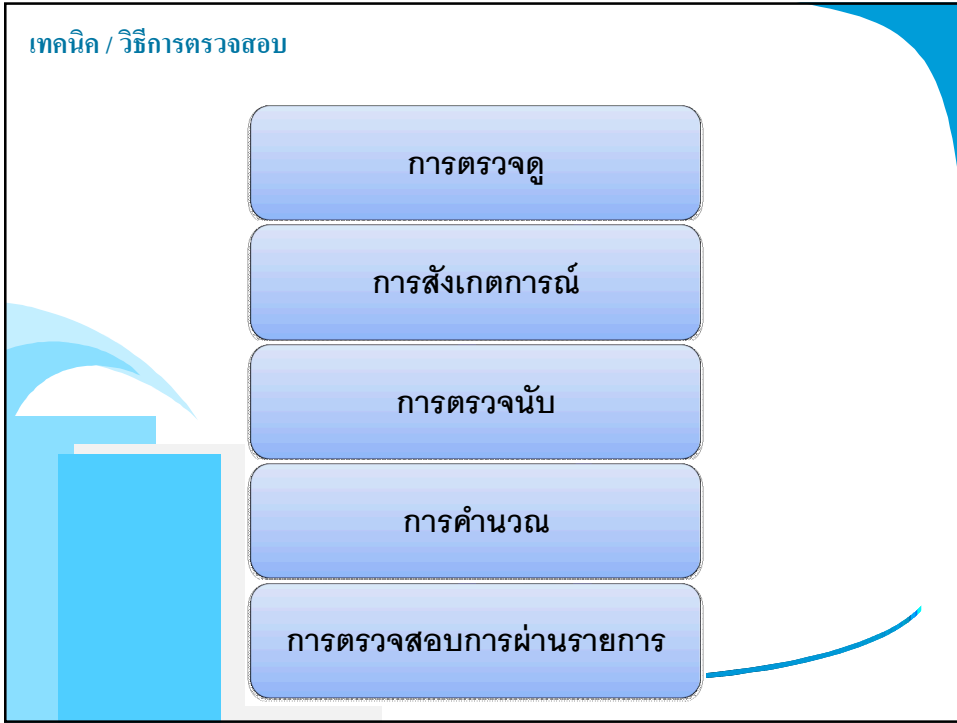 เทคนิค / วิธีการตรวจสอบ
การตรวจดู
การสังเกตการณ์
การตรวจนับ
การคำนวณ
การตรวจสอบการผ่านรายการ